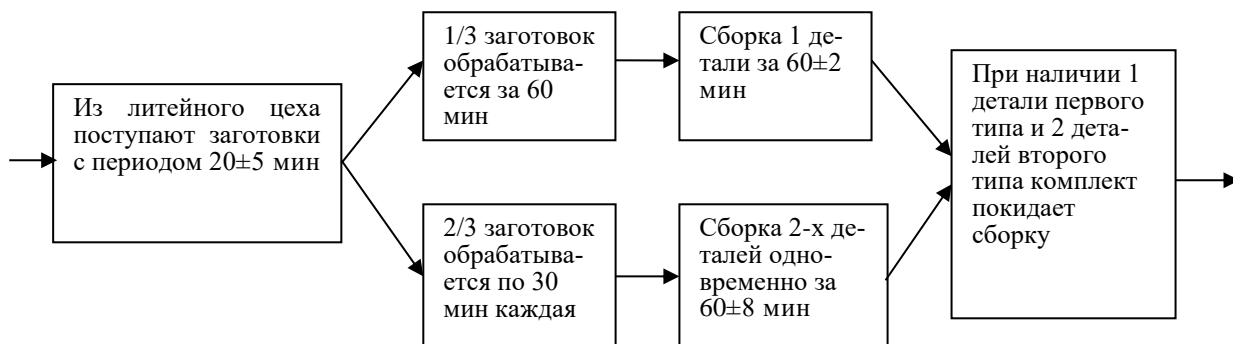 Из литейного цеха
поступают заготовки
с периодом 20±5 мин
1/3 заготовок
обрабатыва-
ется за 60
мин
Сборка 1 де-
тали за 60±2
мин
2/3 заготовок
обрабатыва-
ется по 30
мин каждая
Сборка 2-х де-
талей одно-
временно за
60±8 мин
При наличии 1
детали первого
типа и 2 дета-
лей второго
типа комплект
покидает
сборку